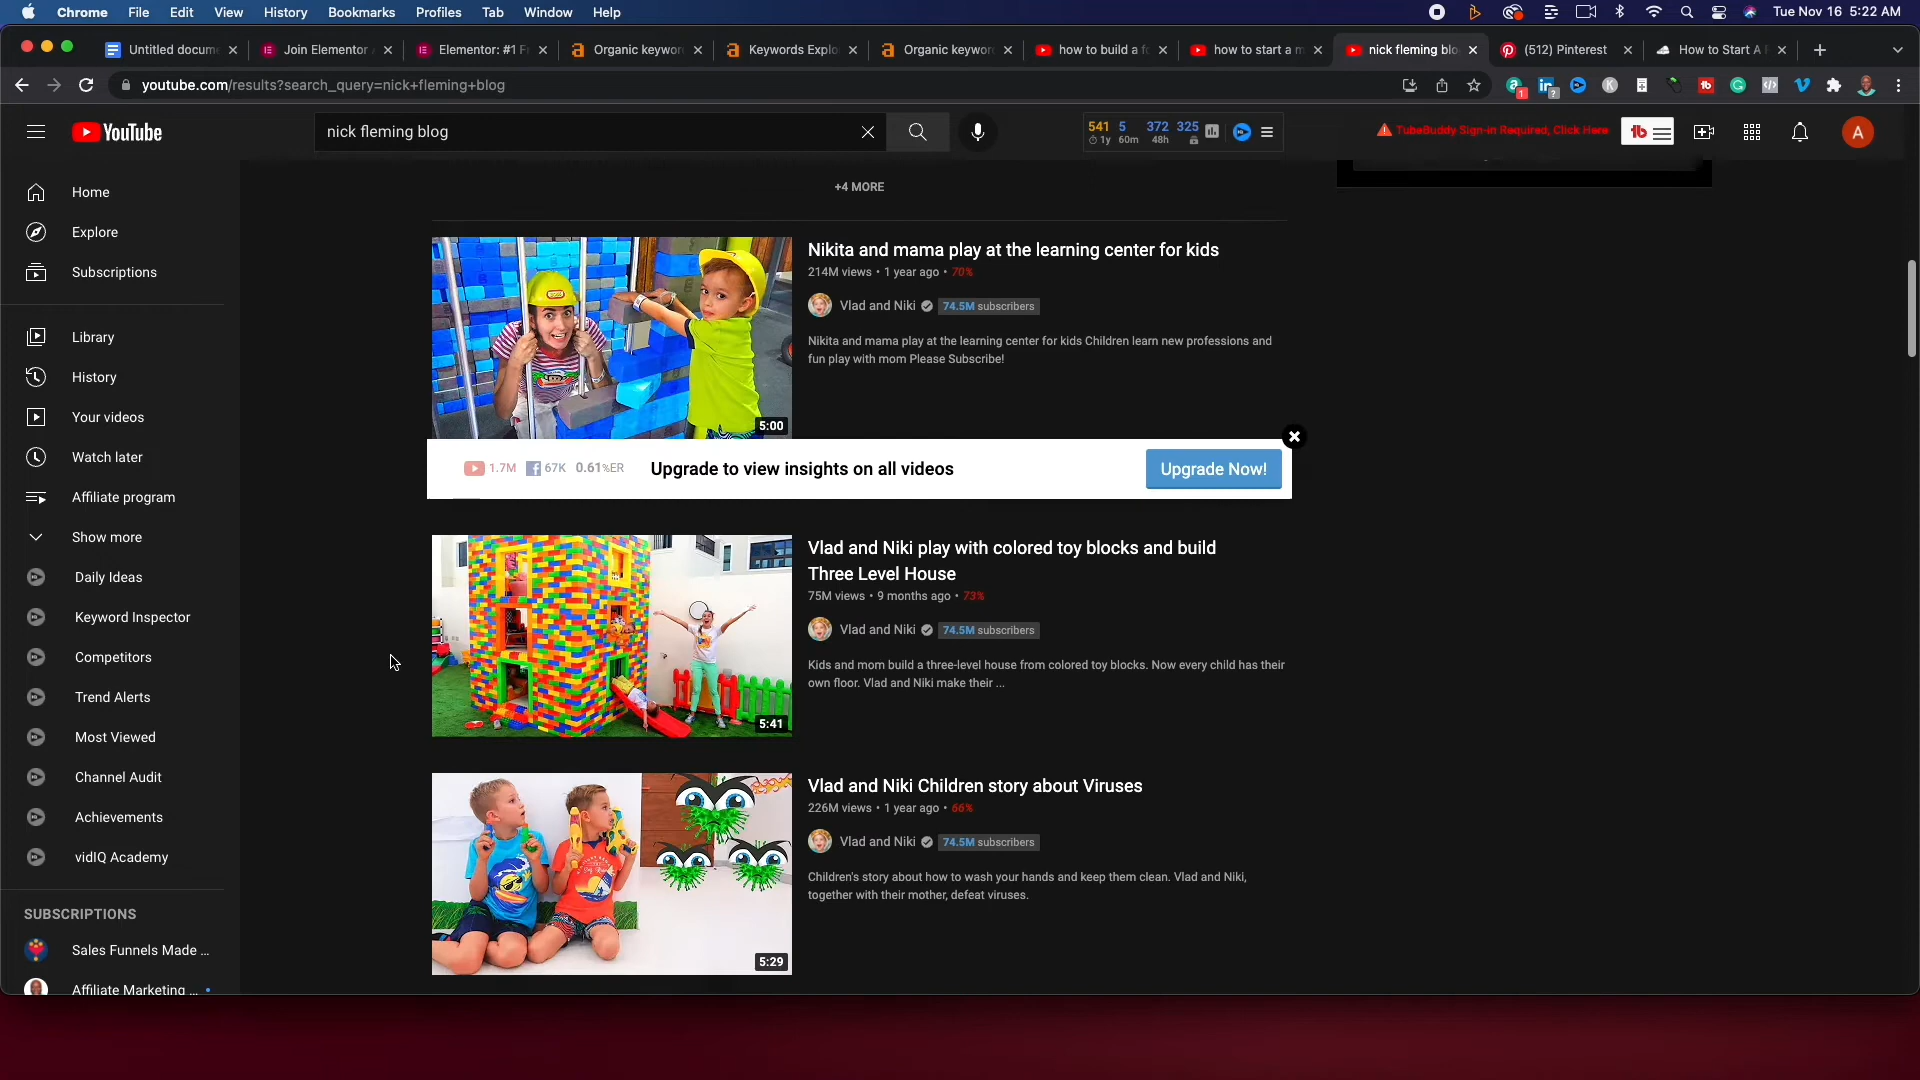 Chrome File Edit View History Bookmarks Profiles Tab Window Help Tue Nov 16 5:22 AM
Untitled docume Join Elementor Elementor: #1 F Organic keywor Keywords Explo Organic keywor how to build a f how to start a m nick fleming blo (512) Pinterest How to Start A
youtube.com/results?search_query=nick+fleming+blog
YouTube
nick fleming blog
541 5 372 325
1y 60m 48h
TubeBuddy Sign-in Required, Click Here
A
Home
Explore
Subscriptions
Library
History
Your videos
Watch later
Affiliate program
Show more
Daily Ideas
Keyword Inspector
Competitors
Trend Alerts
Most Viewed
Channel Audit
Achievements
vidIQ Academy
SUBSCRIPTIONS
Sales Funnels Made ...
Affiliate Marketing ...
+4 MORE
5:00
Nikita and mama play at the learning center for kids
214M views • 1 year ago • 70%
Vlad and Niki 74.5M subscribers
Nikita and mama play at the learning center for kids Children learn new professions and
fun play with mom Please Subscribe!
1.7M 67K 0.61%ER Upgrade to view insights on all videos Upgrade Now!
5:41
Vlad and Niki play with colored toy blocks and build
Three Level House
75M views • 9 months ago • 73%
Vlad and Niki 74.5M subscribers
Kids and mom build a three-level house from colored toy blocks. Now every child has their
own floor. Vlad and Niki make their ...
5:29
Vlad and Niki Children story about Viruses
226M views • 1 year ago • 66%
Vlad and Niki 74.5M subscribers
Children's story about how to wash your hands and keep them clean. Vlad and Niki,
together with their mother, defeat viruses.